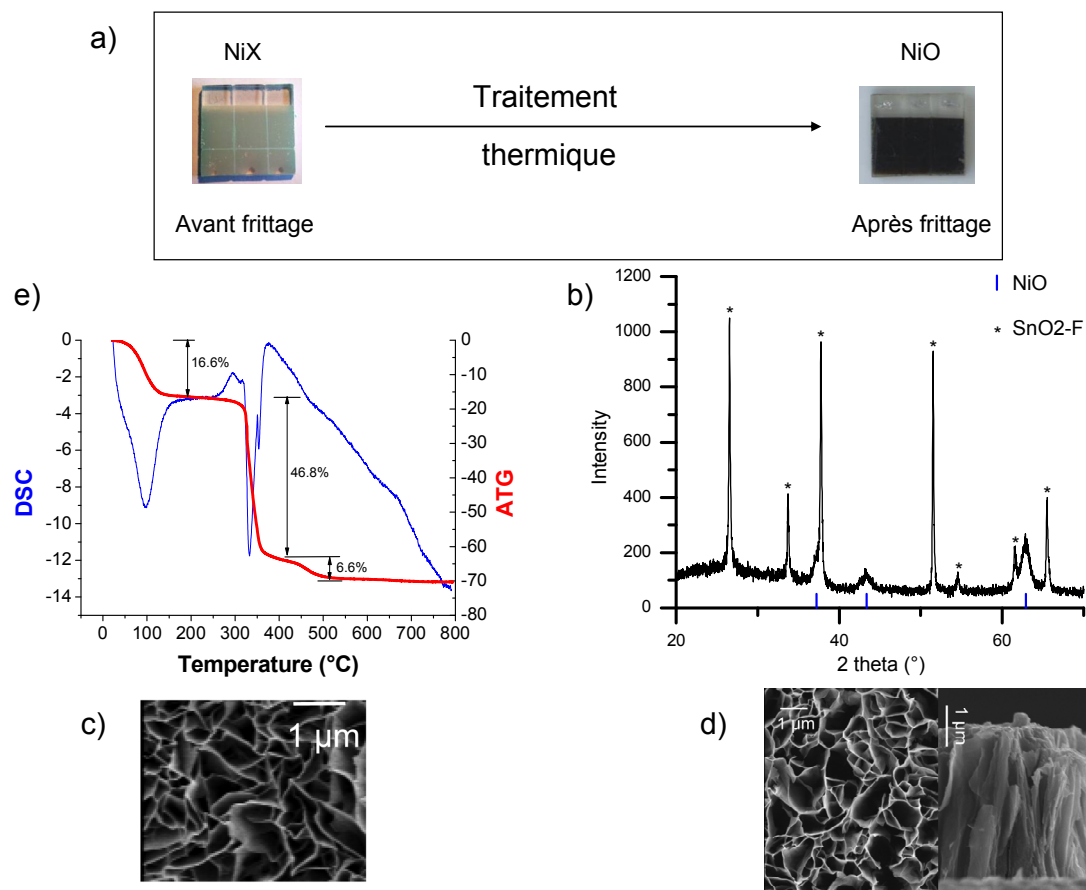 a)
NiX
NiO
Traitement
thermique
Avant frittage
Après frittage
e)
0
-2
-4
-6
-8
-10
-12
-14
DSC
16.6%
46.8%
6.6%
0
-10
-20
-30
-40
-50
-60
-70
-80
ATG
0 100 200 300 400 500 600 700 800
Temperature (°C)
b)
NiO
* SnO2-F
1200
1000
800
600
400
200
0
Intensity
* * * * * * *
20 40 60
2 theta (°)
c)
1 µm
d)
1 µm
1 µm